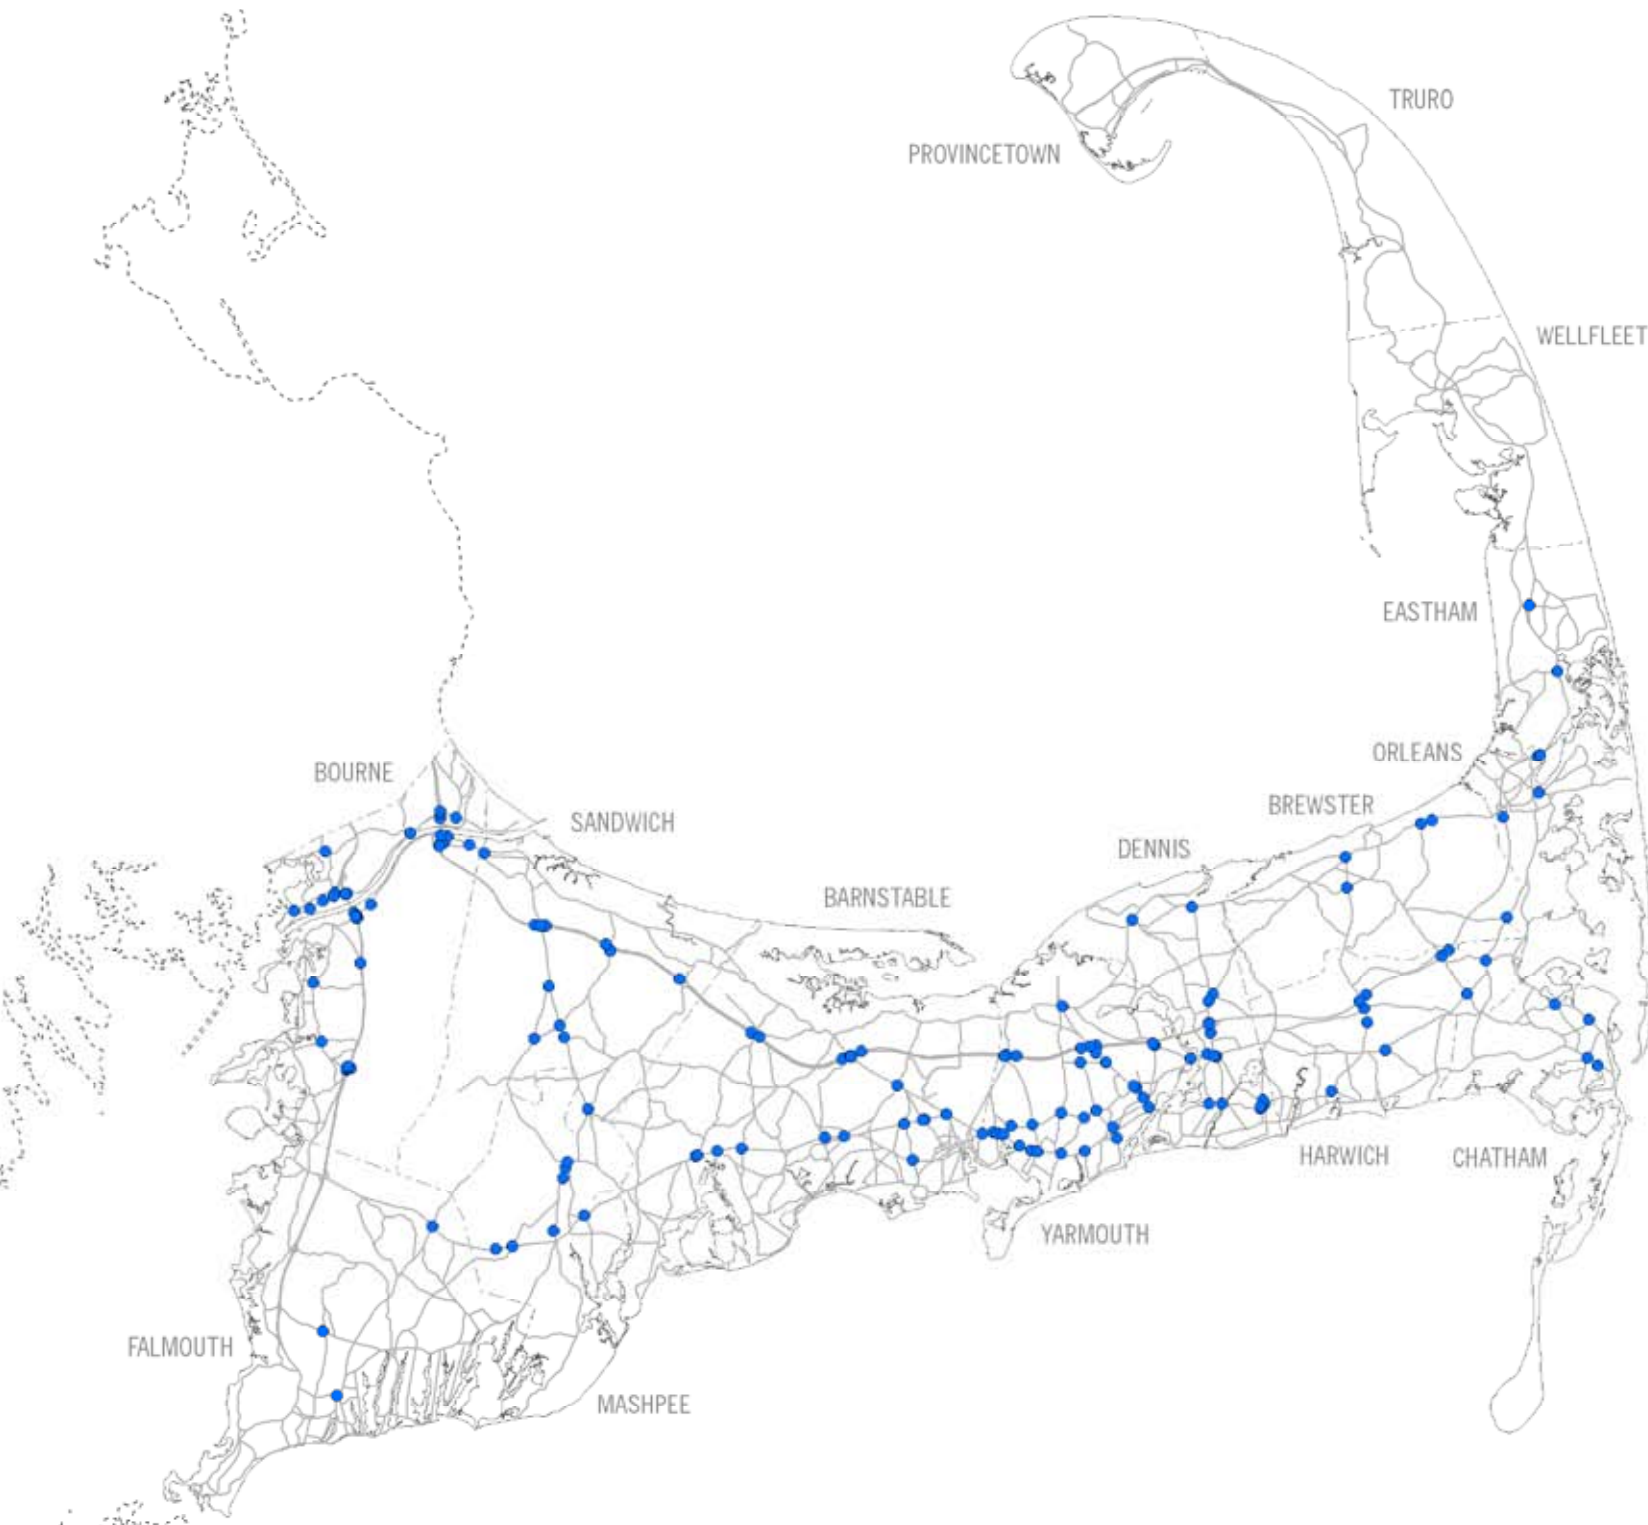 TRURO
PROVINCETOWN
WELLFLEET
EASTHAM
ORLEANS
BOURNE
BREWSTER
SANDWICH
DENNIS
BARNSTABLE
HARWICH
CHATHAM
YARMOUTH
FALMOUTH
MASHPEE